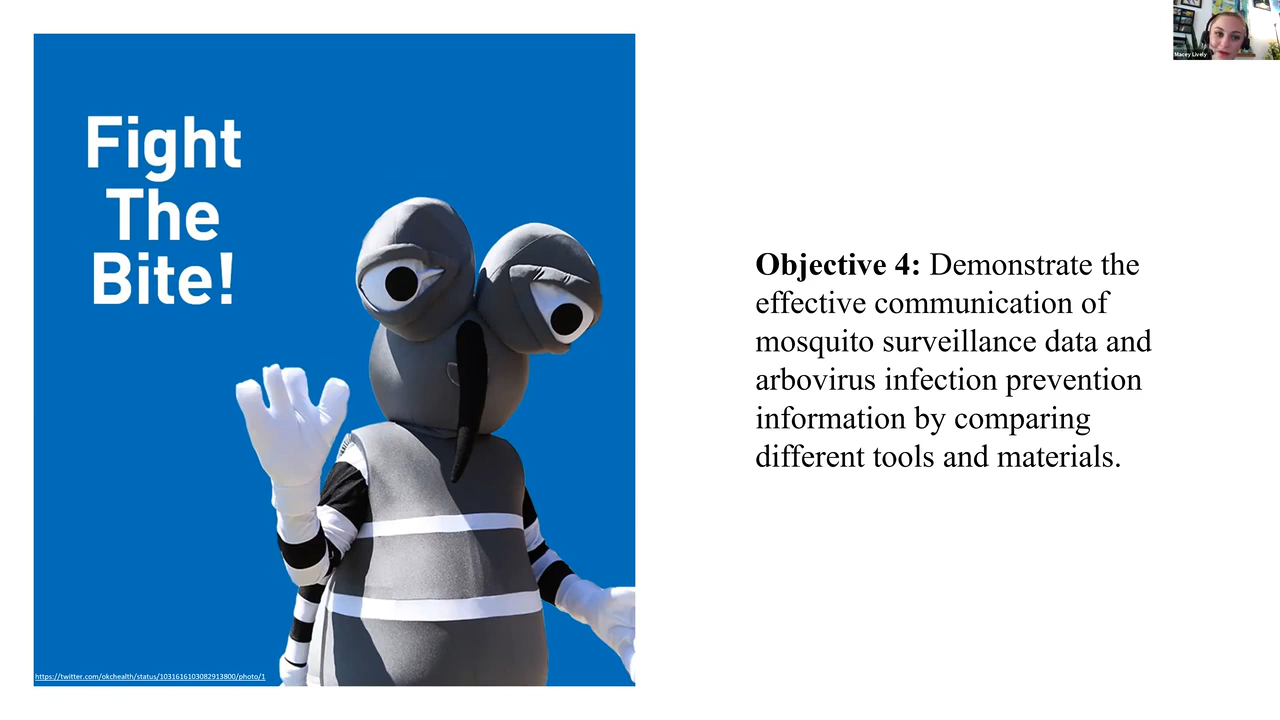 Fight
The
Bite!
Macey Lively
Objective 4: Demonstrate the
effective communication of
mosquito surveillance data and
arbovirus infection prevention
information by comparing
different tools and materials.
https://twitter.com/okchealth/status/1031616103082913800/photo/1